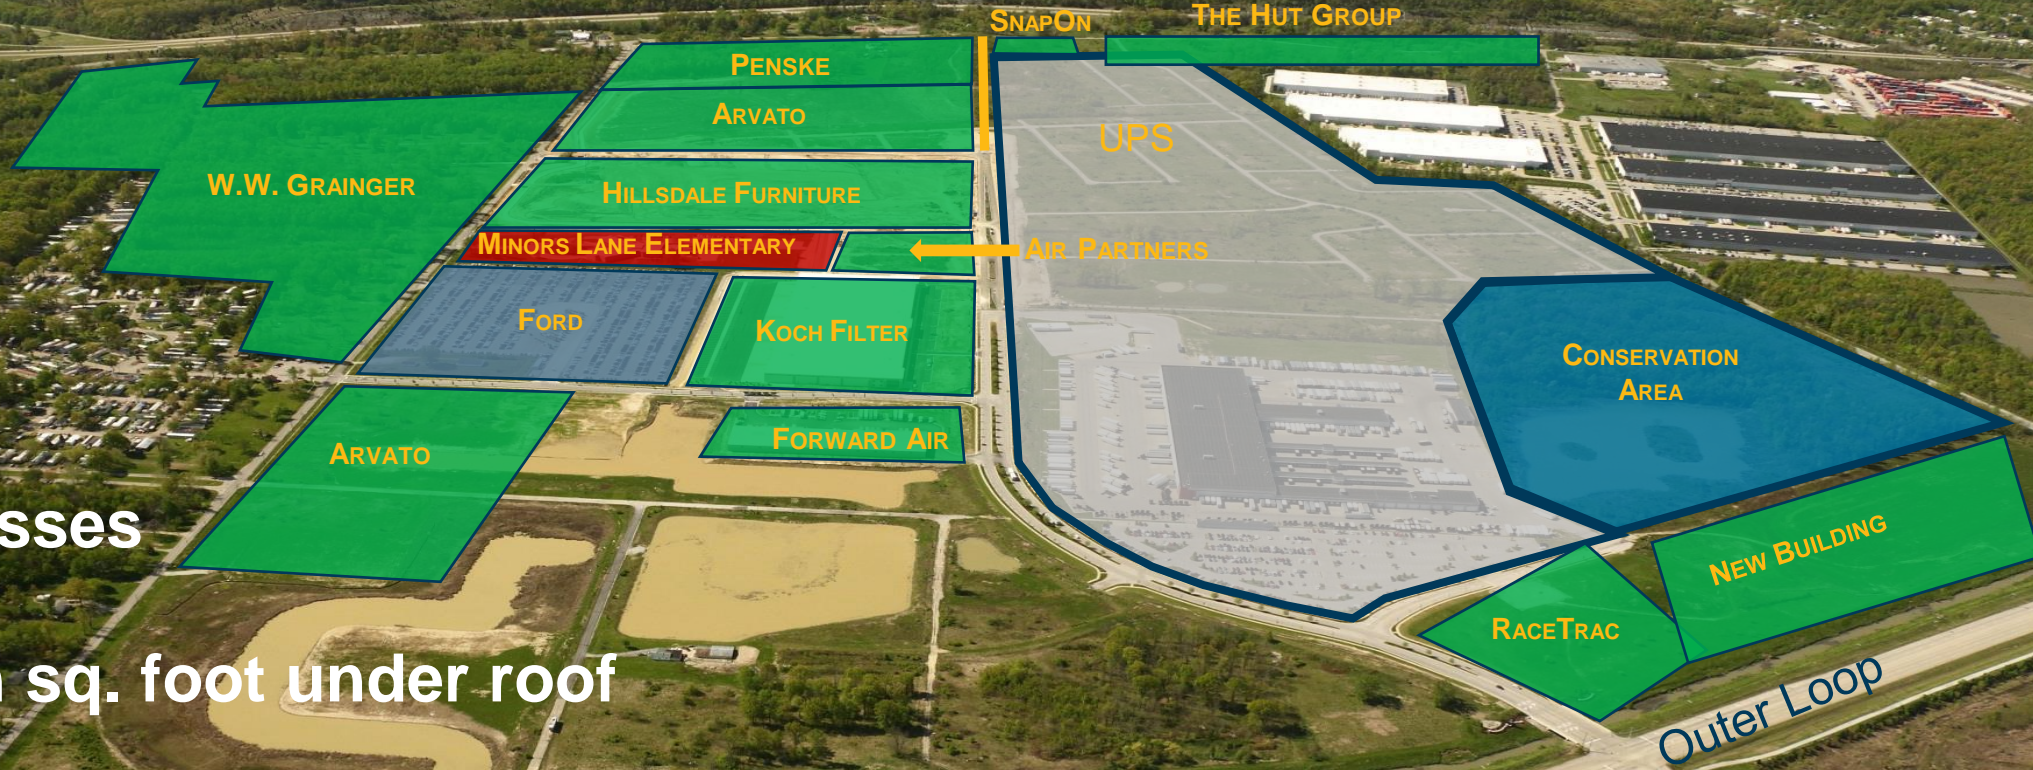 SnapOn
The Hut Group
Penske
Arvato
UPS
W.W. Grainger
Hillsdale Furniture
Minors Lane Elementary
Air Partners
Ford
Koch Filter
Conservation
Area
Forward Air
Arvato
sses
New Building
RaceTrac
sq. foot under roof
Outer Loop